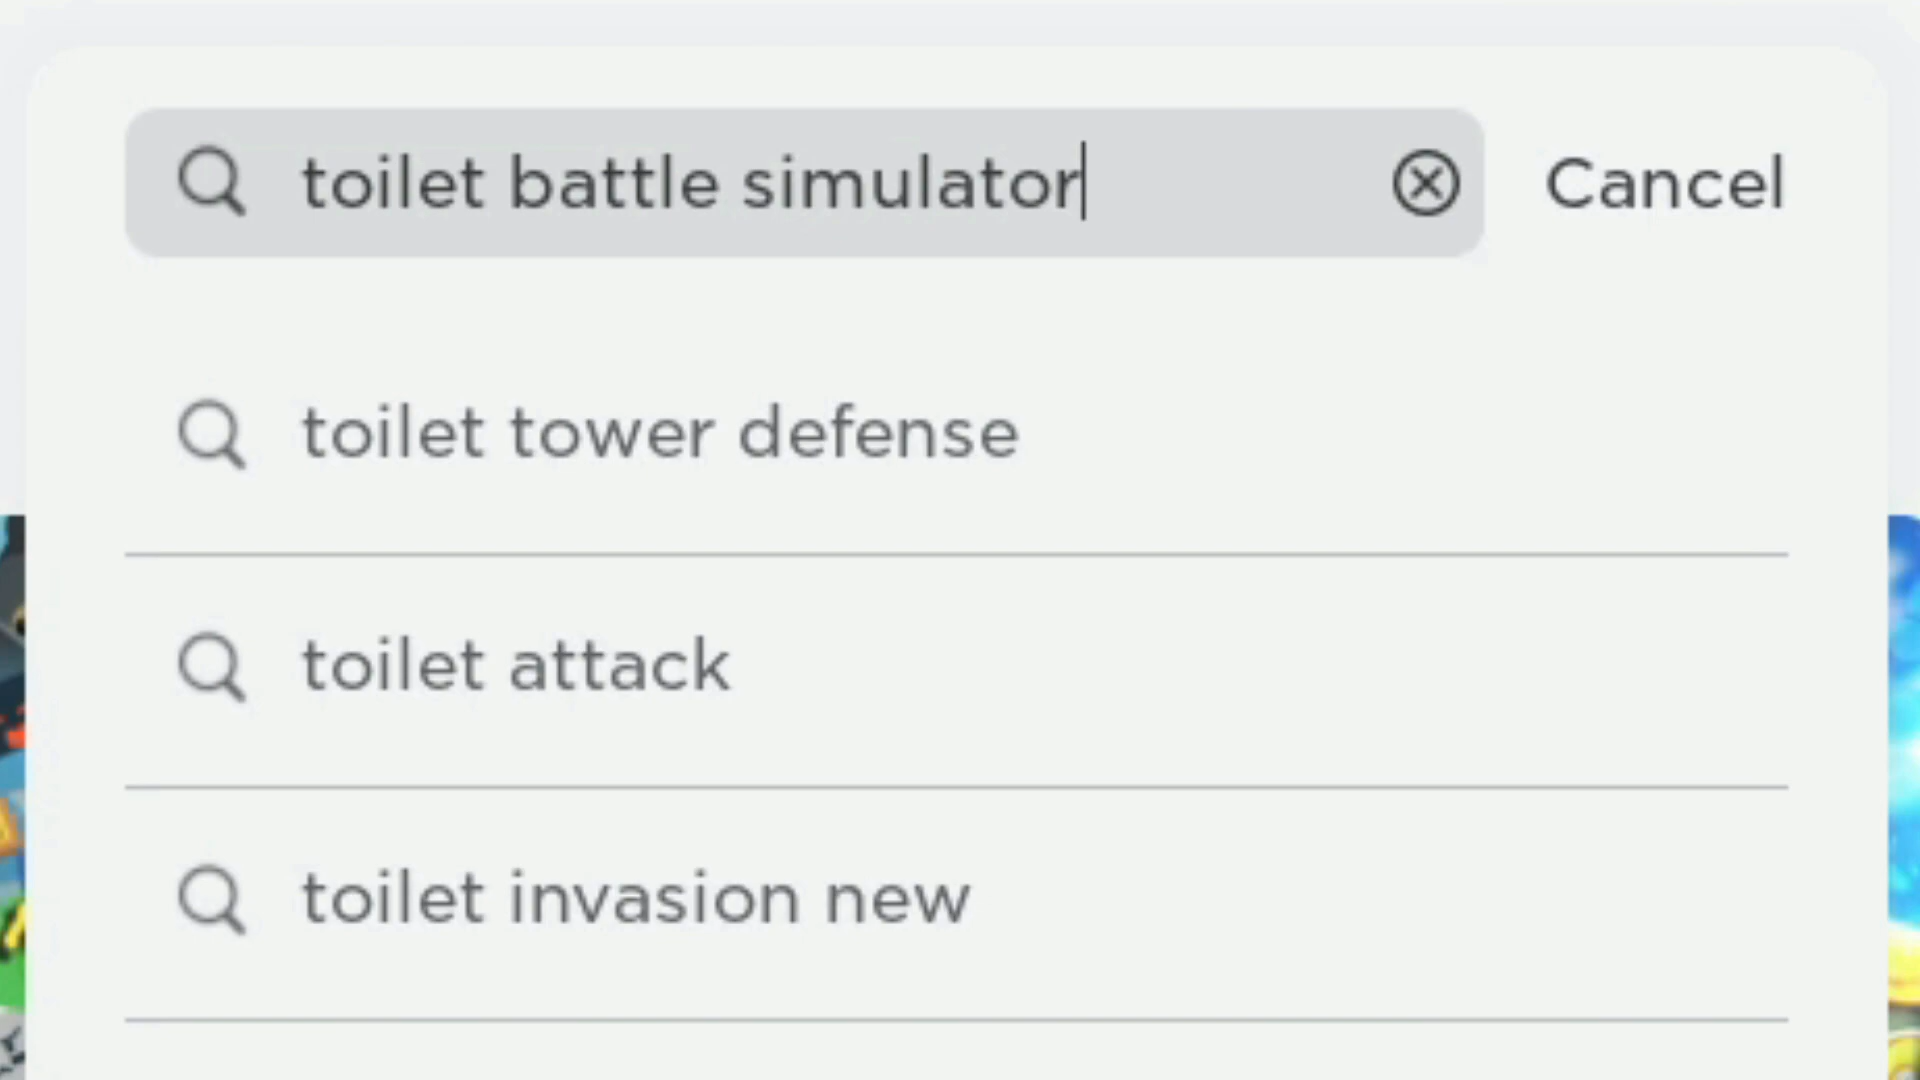 toilet battle simulator
Cancel
toilet tower defense
toilet attack
toilet invasion new